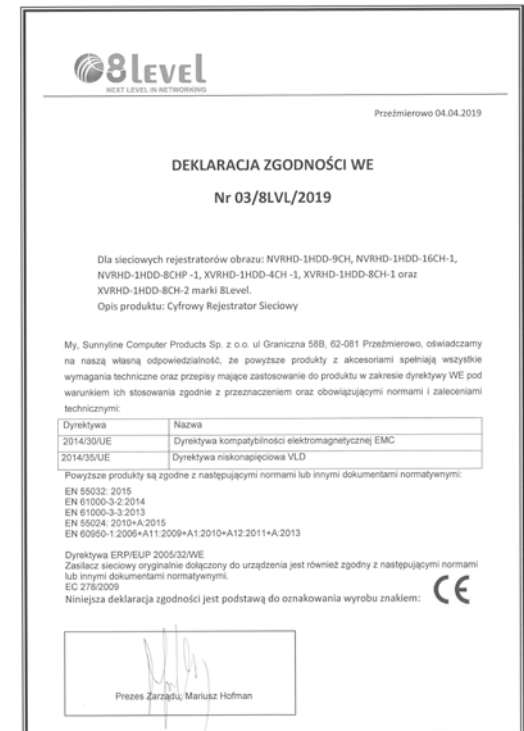 8LEVEL
NEXT LEVEL IN NETWORKING
Przeźmierowo 04.04.2019
DEKLARACJA ZGODNOŚCI WE
Nr 03/8LVL/2019
Dla sieciowych rejestratorów obrazu: NVRHD-1HDD-9CH, NVRHD-1HDD-16CH-1,
NVRHD-1HDD-8CHP -1, XVRHD-1HDD-4CH -1, XVRHD-1HDD-8CH-1 oraz
XVRHD-1HDD-8CH-2 marki 8Level.
Opis produktu: Cyfrowy Rejestrator Sieciowy
My, Sunnyline Computer Products Sp. z o.o. ul Graniczna 58B, 62-081 Przeźmierowo, oświadczamy
na naszą własną odpowiedzialność, że powyższe produkty z akcesoriami spełniają wszystkie
wymagania techniczne oraz przepisy mające zastosowanie do produktu w zakresie dyrektywy WE pod
warunkiem ich stosowania zgodnie z przeznaczeniem oraz obowiązującymi normami i zaleceniami
technicznymi:
Dyrektywa Nazwa
2014/30/UE Dyrektywa kompatybilności elektromagnetycznej EMC
2014/35/UE Dyrektywa niskonapięciowa VLD
Powyższe produkty są zgodne z następującymi normami lub innymi dokumentami normatywnymi:
EN 55032: 2015
EN 61000-3-2:2014
EN 61000-3-3:2013
EN 55024: 2010+A:2015
EN 60950-1:2006+A11:2009+A1:2010+A12:2011+A:2013
Dyrektywa ERP/EUP 2005/32/WE
Zasilacz sieciowy oryginalnie dołączony do urządzenia jest również zgodny z następującymi normami
lub innymi dokumentami normatywnymi.
EC 278/2009
Niniejsza deklaracja zgodności jest podstawą do oznakowania wyrobu znakiem: CE
Prezes Zarządu, Mariusz Hofman